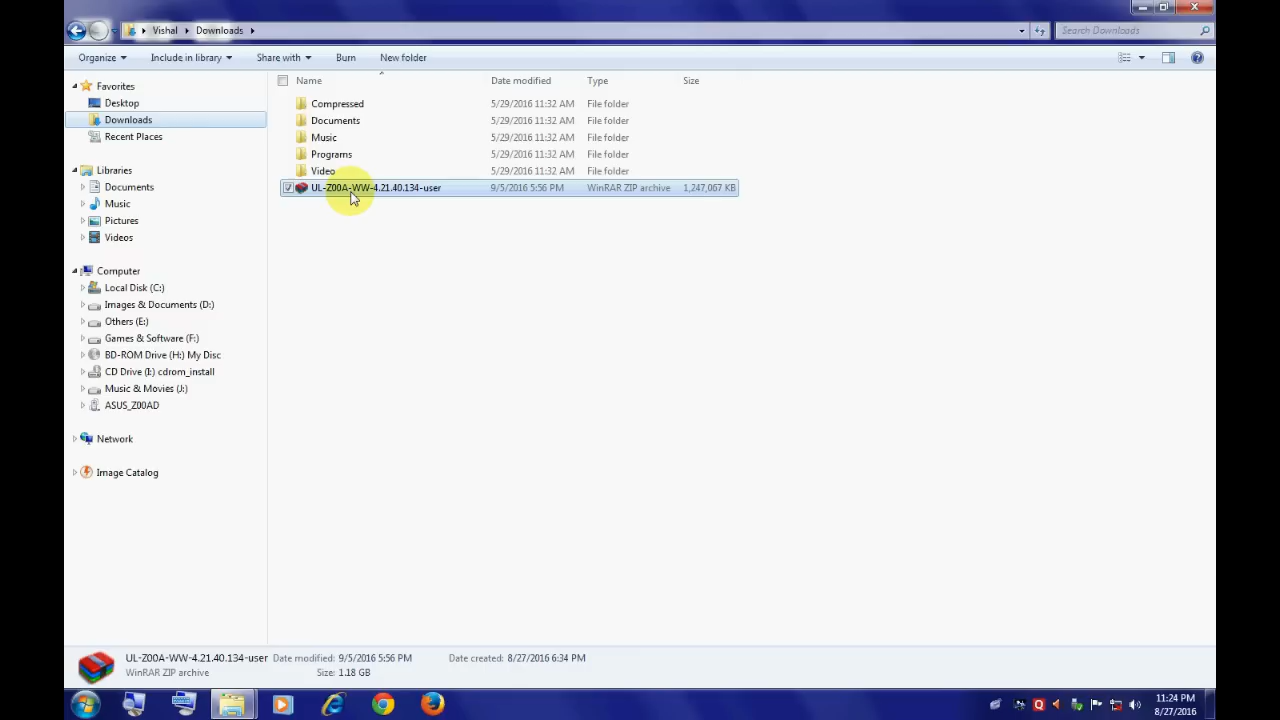 Vishal Downloads Search Downloads
Organize Include in library Share with Burn New folder
Favorites
Desktop
Downloads
Recent Places
Libraries
Documents
Music
Pictures
Videos
Computer
Local Disk (C:)
Images & Documents (D:)
Others (E:)
Games & Software (F:)
BD-ROM Drive (H:) My Disc
CD Drive (I:) cdrom_install
Music & Movies (J:)
ASUS_Z00AD
Network
Image Catalog
Name Date modified Type Size
Compressed 5/29/2016 11:32 AM File folder
Documents 5/29/2016 11:32 AM File folder
Music 5/29/2016 11:32 AM File folder
Programs 5/29/2016 11:32 AM File folder
Video 5/29/2016 11:32 AM File folder
UL-Z00A-WW-4.21.40.134-user 9/5/2016 5:56 PM WinRAR ZIP archive 1,247,067 KB
UL-Z00A-WW-4.21.40.134-user Date modified: 9/5/2016 5:56 PM Date created: 8/27/2016 6:34 PM
WinRAR ZIP archive Size: 1.18 GB
11:24 PM
8/27/2016